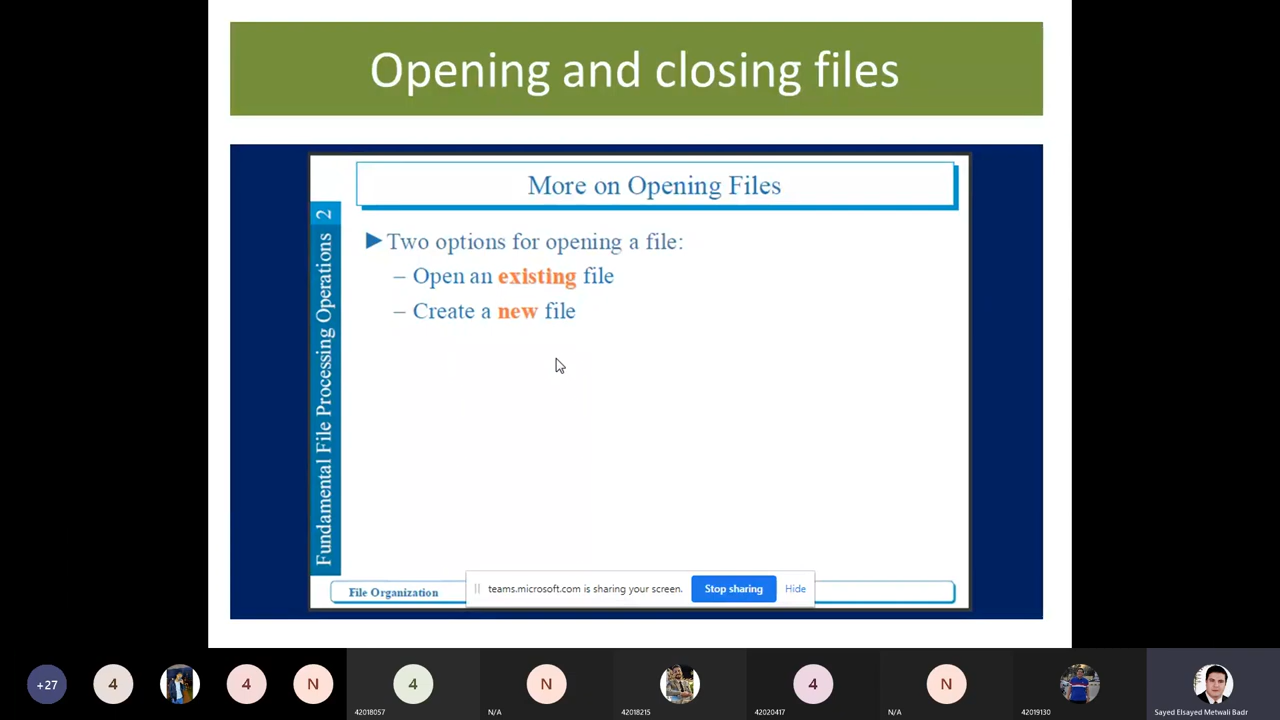 Opening and closing files
More on Opening Files
Fundamental File Processing Operations 2
▶Two options for opening a file:
– Open an existing file
– Create a new file
File Organization
teams.microsoft.com is sharing your screen.
Stop sharing
Hide
+27
4
4
N
4
N
4
N
42018057
N/A
42018215
42020417
N/A
42019130
Sayed Elsayed Metwali Badr